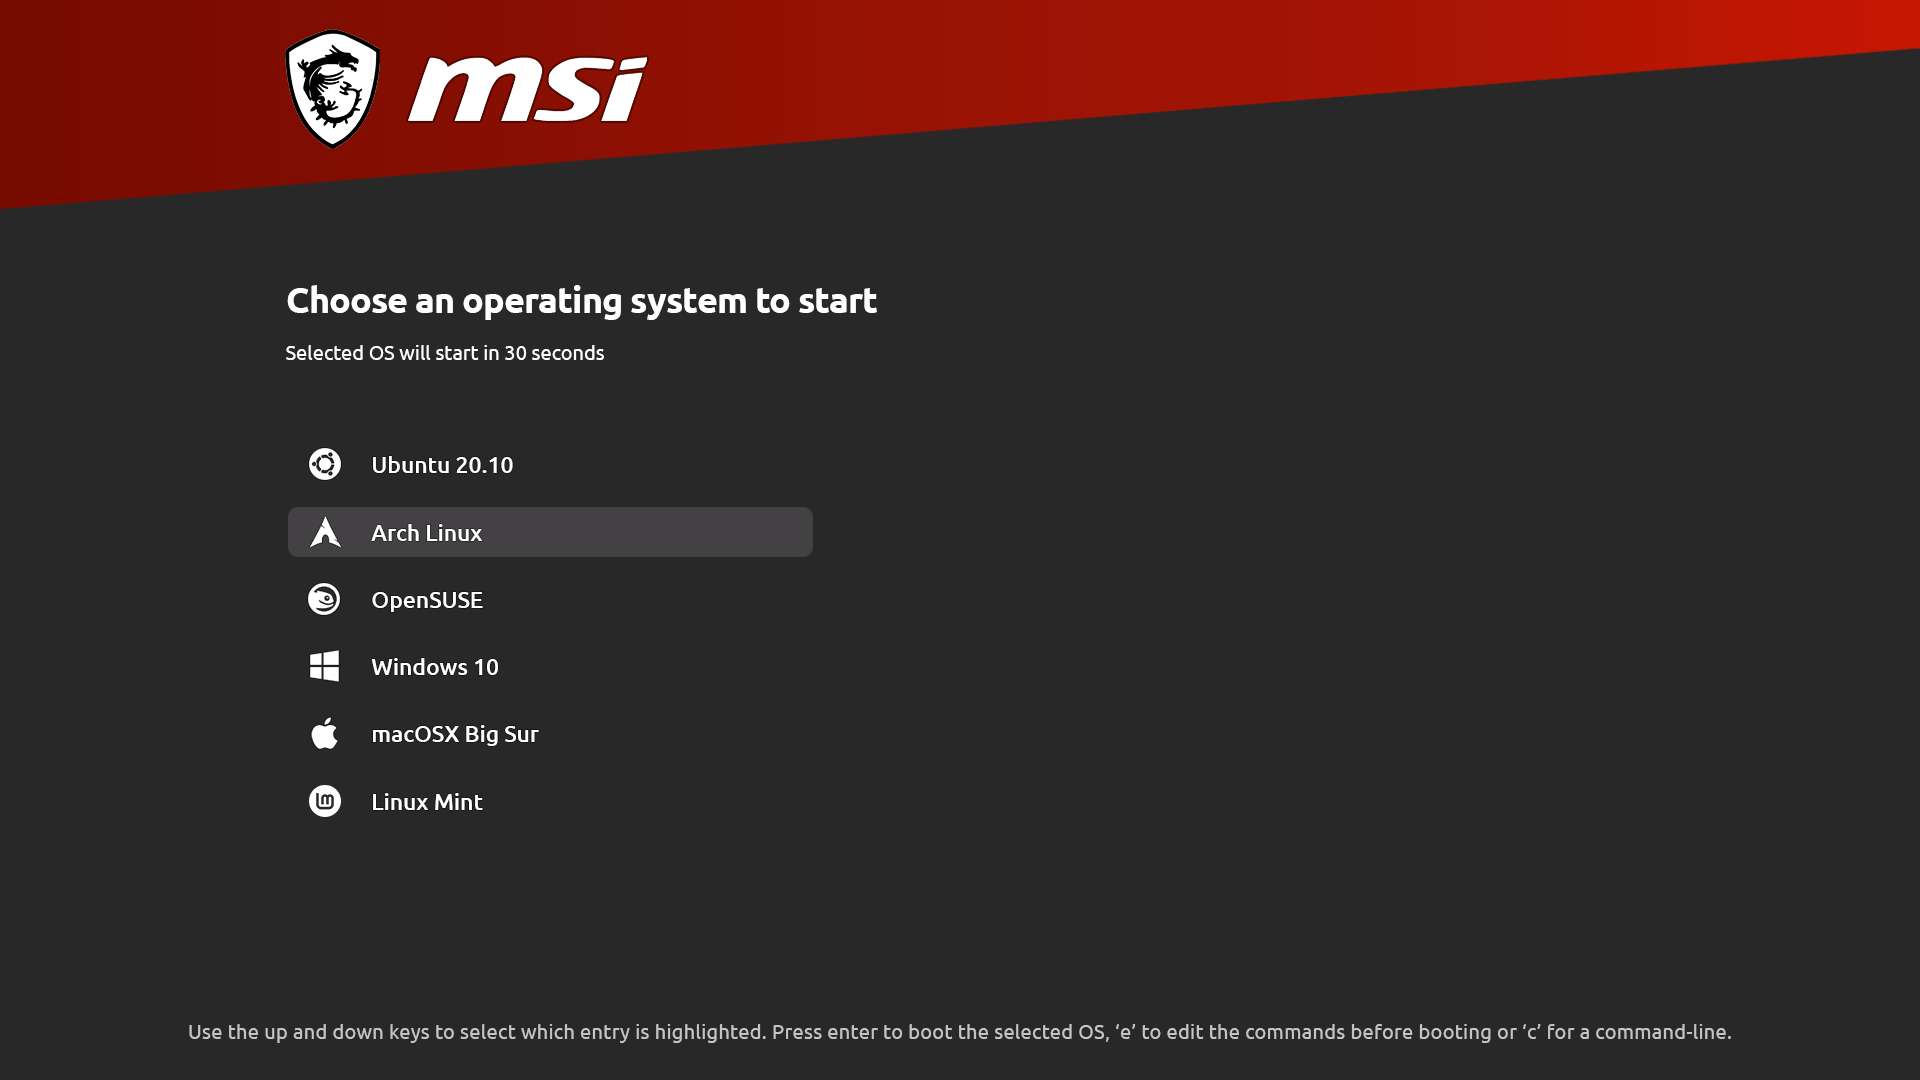 msi
Choose an operating system to start
Selected OS will start in 30 seconds
Ubuntu 20.10
Arch Linux
OpenSUSE
Windows 10
macOSX Big Sur
Linux Mint
Use the up and down keys to select which entry is highlighted. Press enter to boot the selected OS, ‘e’ to edit the commands before booting or ‘c’ for a command-line.